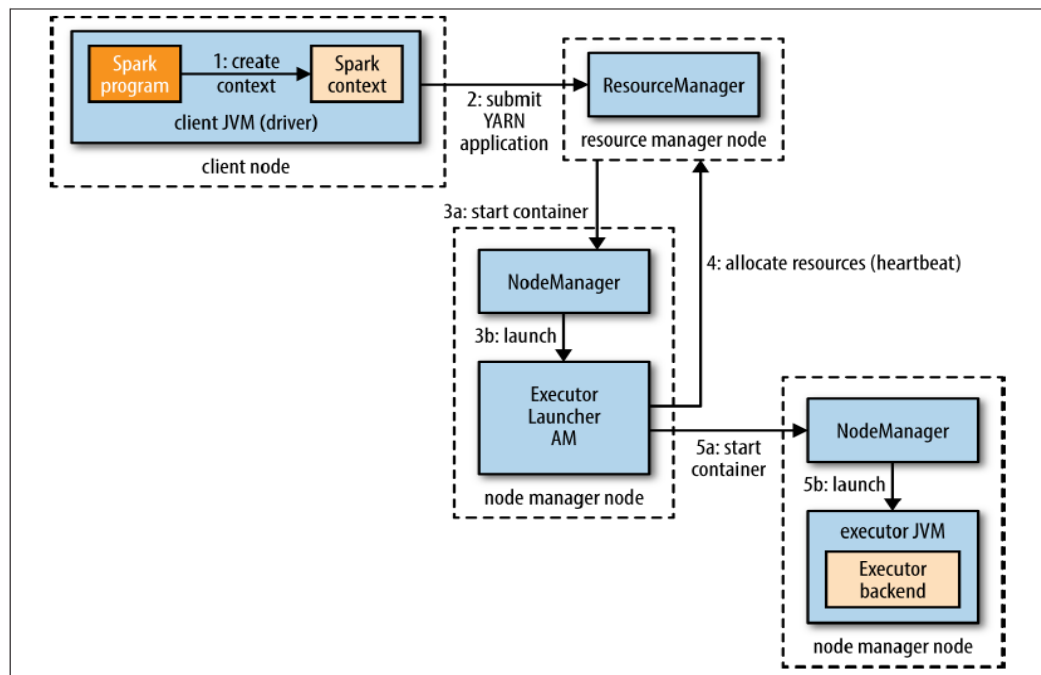 Spark
program
1: create
context
Spark
context
client JVM (driver)
client node
2: submit
YARN
application
ResourceManager
resource manager node
3a: start container
NodeManager
3b: launch
Executor
Launcher
AM
node manager node
4: allocate resources (heartbeat)
5a: start
container
NodeManager
5b: launch
executor JVM
Executor
backend
node manager node